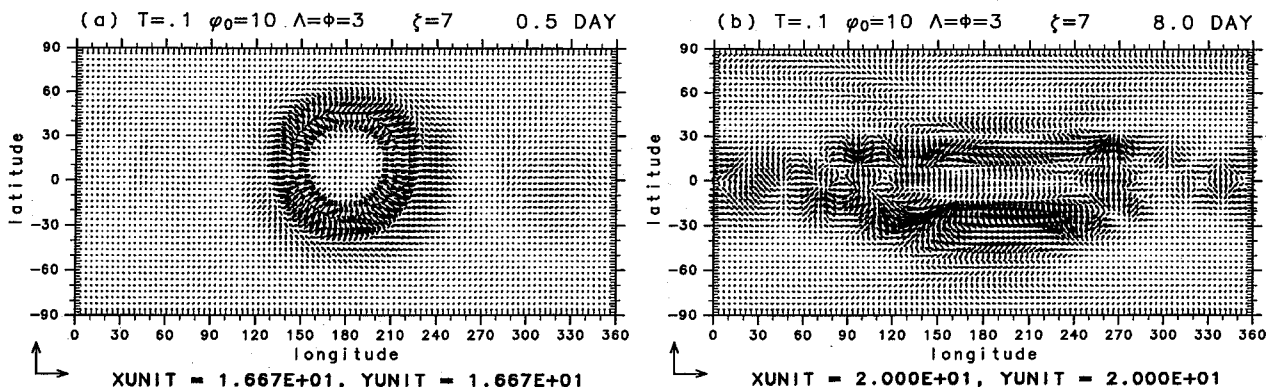 (a) T=.1 φ₀=10 Λ=Φ=3 ζ=7 0.5 DAY
90
60
30
0
-30
-60
-90
latitude
0 30 60 90 120 150 180 210 240 270 300 330 360
longitude
XUNIT = 1.667E+01, YUNIT = 1.667E+01
(b) T=.1 φ₀=10 Λ=Φ=3 ζ=7 8.0 DAY
90
60
30
0
-30
-60
-90
latitude
0 30 60 90 120 150 180 210 240 270 300 330 360
longitude
XUNIT = 2.000E+01, YUNIT = 2.000E+01